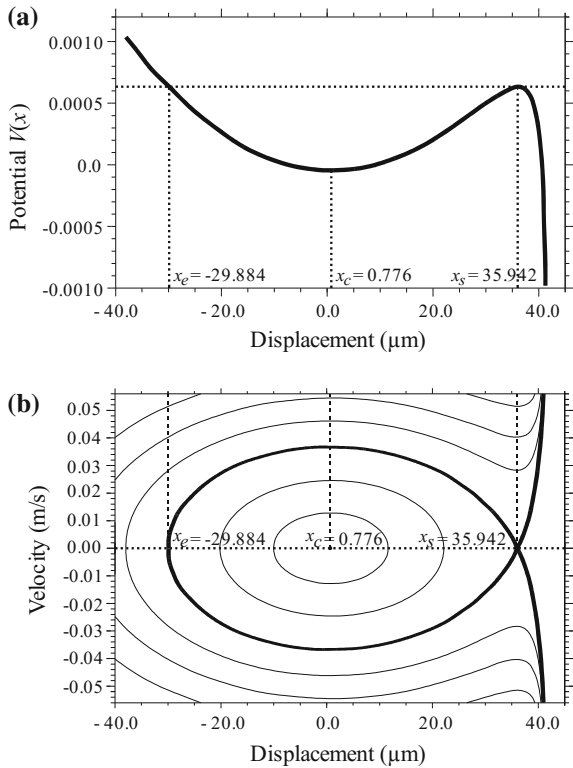 (a)
Potential V(x)
0.0010
0.0005
0.0
-0.0005
-0.0010
xe = -29.884
xc = 0.776
xs = 35.942
-40.0
-20.0
0.0
20.0
40.0
Displacement (µm)
(b)
Velocity (m/s)
0.05
0.04
0.03
0.02
0.01
0.00
-0.01
-0.02
-0.03
-0.04
-0.05
xe = -29.884
xc = 0.776
xs = 35.942
-40.0
-20.0
0.0
20.0
40.0
Displacement (µm)